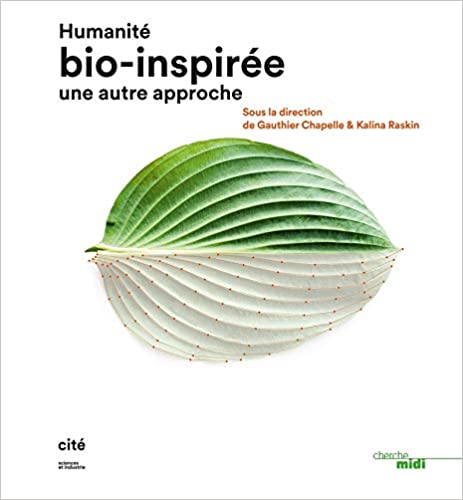 Humanité
bio-inspirée
une autre approche
Sous la direction
de Gauthier Chapelle & Kalina Raskin
cité
sciences
et industrie
cherche
midi